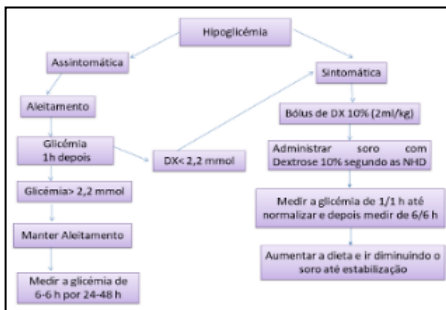 Hipoglicémia
Assintomática
Sintomática
Aleitamento
Bólus de DX 10% (2ml/kg)
Glicémia
1h depois
DX< 2,2 mmol
Administrar soro com
Dextrose 10% segundo as NHD
Glicémia> 2,2 mmol
Medir a glicémia de 1/1 h até
normalizar e depois medir de 6/6 h
Manter Aleitamento
Aumentar a dieta e ir diminuindo o
soro até estabilização
Medir a glicémia de
6-6 h por 24-48 h